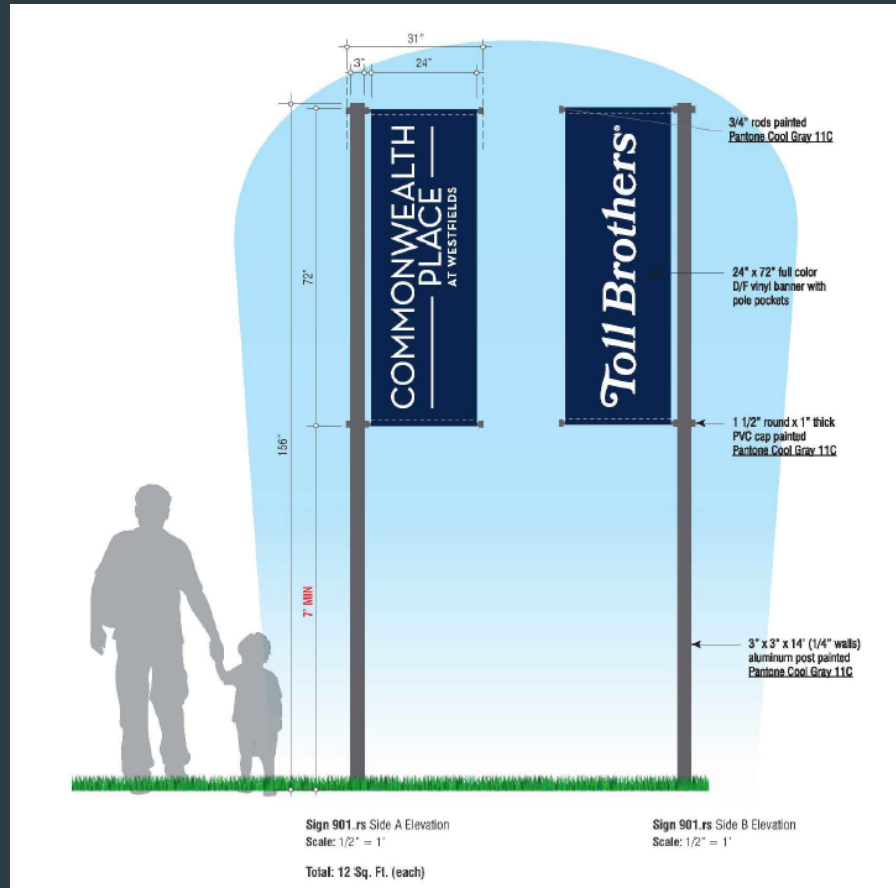 31"
3"
24"
72"
156"
7' MIN
COMMONWEALTH
PLACE
AT WESTFIELDS
Toll Brothers®
3/4" rods painted
Pantone Cool Gray 11C
24" x 72" full color
D/F vinyl banner with
pole pockets
1 1/2" round x 1" thick
PVC cap painted
Pantone Cool Gray 11C
3" x 3" x 14' (1/4" walls)
aluminum post painted
Pantone Cool Gray 11C
Sign 901.rs Side A Elevation
Scale: 1/2" = 1'
Total: 12 Sq. Ft. (each)
Sign 901.rs Side B Elevation
Scale: 1/2" = 1'